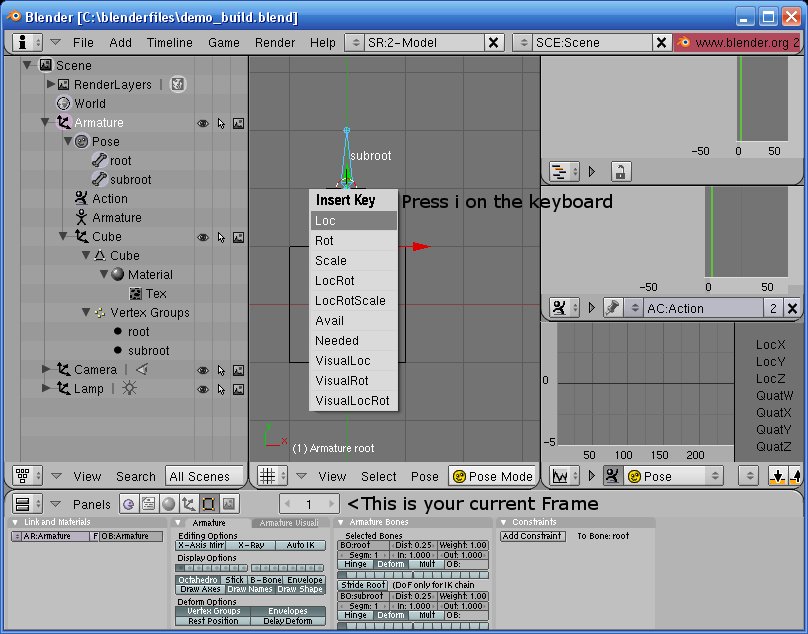 Blender [C:\blenderfiles\demo_build.blend]
File Add Timeline Game Render Help SR:2-Model SCE:Scene www.blender.org 2
Scene
RenderLayers
World
Armature
Pose
root
subroot
Action
Armature
Cube
Cube
Material
Tex
Vertex Groups
root
subroot
Camera
Lamp
View Search All Scenes
subroot
Insert Key
Loc
Rot
Scale
LocRot
LocRotScale
Avail
Needed
VisualLoc
VisualRot
VisualLocRot
Press i on the keyboard
(1) Armature root
View Select Pose Pose Mode
-50 0 50
-50 0 50
AC:Action 2
0
-5
50 100 150 200
LocX
LocY
LocZ
QuatW
QuatX
QuatY
QuatZ
Pose
Panels 1 <This is your current Frame
Link and Materials
AR:Armature F OB:Armature
Armature Armature Visuali
Editing Options
X-Axis Mirr X-Ray Auto IK
Display Options
Octahedro Stick B-Bone Envelope
Draw Axes Draw Names Draw Shape
Deform Options
Vertex Groups Envelopes
Rest Position Delay Deform
Armature Bones
Selected Bones
BO:root Dist: 0.25 Weight: 1.00
Segm: 1 In: 1.000 Out: 1.000
Hinge Deform Mult OB:
Stride Root (DoF only for IK chain
BO:subroot Dist: 0.25 Weight: 1.00
Segm: 1 In: 1.000 Out: 1.000
Hinge Deform Mult OB:
Constraints
Add Constraint To Bone: root